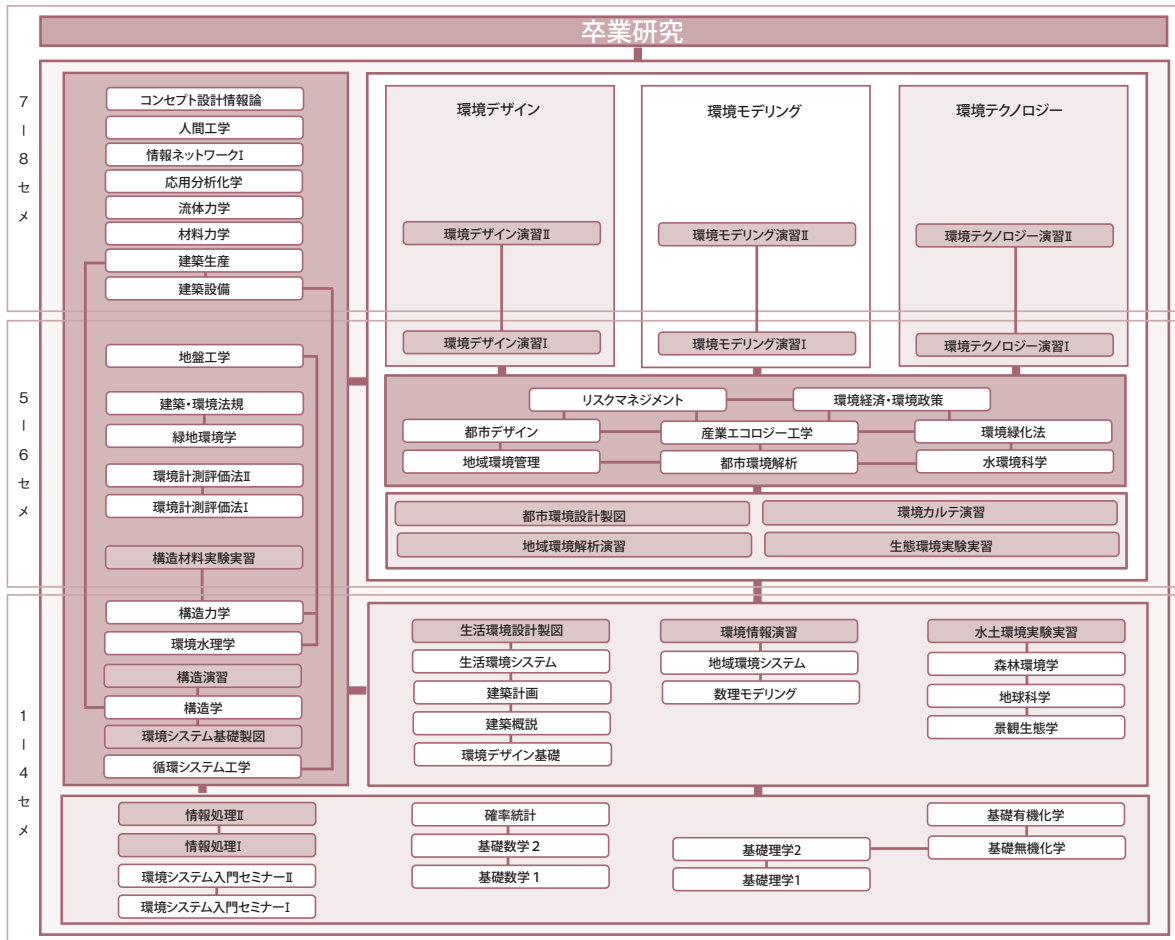 卒業研究
7
ー
8
セ
メ
コンセプト設計情報論
人間工学
情報ネットワークI
応用分析化学
流体力学
材料力学
建築生産
建築設備
環境デザイン
環境モデリング
環境テクノロジー
環境デザイン演習Ⅱ
環境モデリング演習Ⅱ
環境テクノロジー演習Ⅱ
5
ー
6
セ
メ
環境デザイン演習Ⅰ
環境モデリング演習Ⅰ
環境テクノロジー演習Ⅰ
地盤工学
建築・環境法規
緑地環境学
環境計測評価法Ⅱ
環境計測評価法Ⅰ
構造材料実験実習
リスクマネジメント
環境経済・環境政策
都市デザイン
産業エコロジー工学
環境緑化法
地域環境管理
都市環境解析
水環境科学
都市環境設計製図
環境カルテ演習
地域環境解析演習
生態環境実験実習
1
ー
4
セ
メ
構造力学
環境水理学
構造演習
構造学
環境システム基礎製図
循環システム工学
生活環境設計製図
生活環境システム
建築計画
建築概説
環境デザイン基礎
環境情報演習
地域環境システム
数理モデリング
水土環境実験実習
森林環境学
地球科学
景観生態学
情報処理Ⅱ
情報処理Ⅰ
環境システム入門セミナーⅡ
環境システム入門セミナーⅠ
確率統計
基礎数学2
基礎数学1
基礎理学2
基礎理学1
基礎有機化学
基礎無機化学